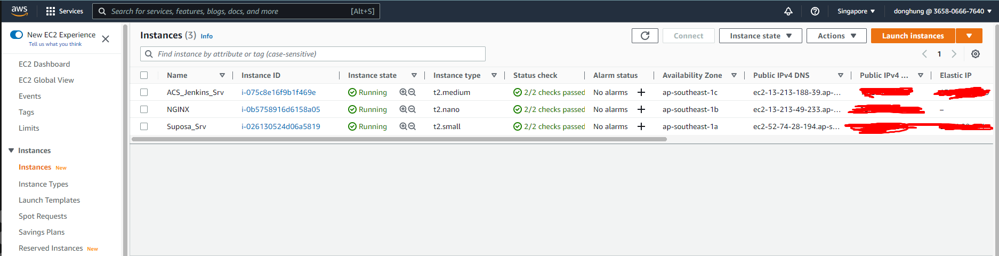 aws Services Search for services, features, blogs, docs, and more [Alt+S] Singapore donghung @ 3658-0666-7640
New EC2 Experience
Tell us what you think
EC2 Dashboard
EC2 Global View
Events
Tags
Limits
Instances
Instances New
Instance Types
Launch Templates
Spot Requests
Savings Plans
Reserved Instances New
Instances (3) Info Connect Instance state Actions Launch instances
Find instance by attribute or tag (case-sensitive) 1
Name Instance ID Instance state Instance type Status check Alarm status Availability Zone Public IPv4 DNS Public IPv4 ... Elastic IP
ACS_Jenkins_Srv i-075c8e16f9b1f469e Running t2.medium 2/2 checks passed No alarms ap-southeast-1c ec2-13-213-188-39.ap-...
NGINX i-0b5758916d6158a05 Running t2.nano 2/2 checks passed No alarms ap-southeast-1b ec2-13-213-49-233.ap-... –
Suposa_Srv i-026130524d06a5819 Running t2.small 2/2 checks passed No alarms ap-southeast-1a ec2-52-74-28-194.ap-s...